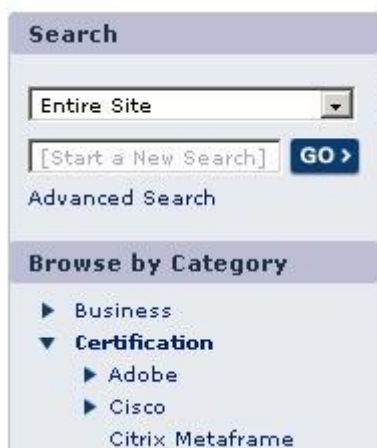 Search
Entire Site
[Start a New Search] GO >
Advanced Search
Browse by Category
Business
Certification
Adobe
Cisco
Citrix Metaframe